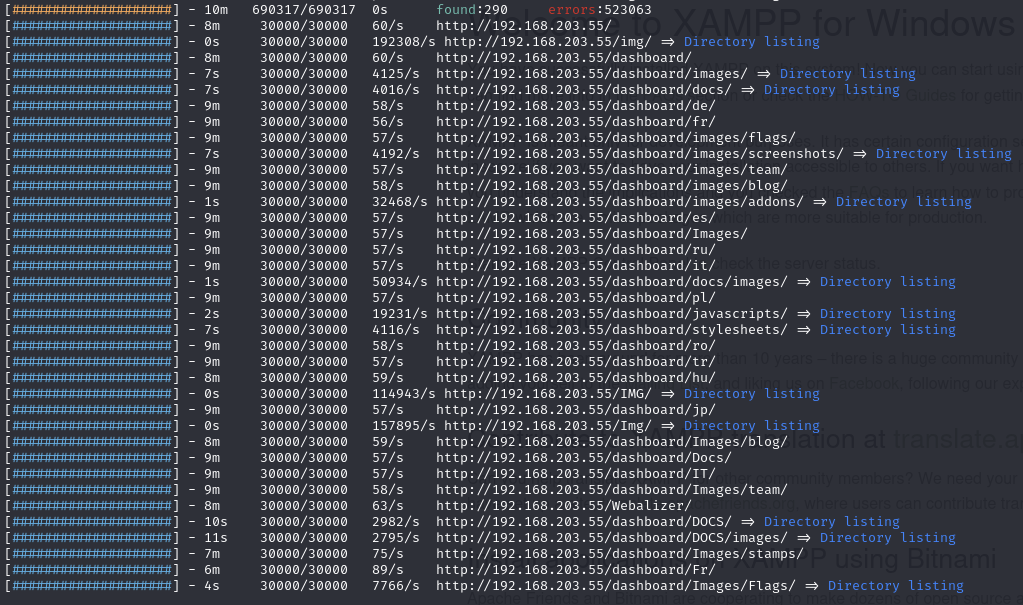 [####################] - 10m   690317/690317  0s      found:290     errors:523063
[####################] - 8m    30000/30000   60/s    http://192.168.203.55/
[####################] - 0s    30000/30000   192308/s http://192.168.203.55/img/ => Directory listing
[####################] - 8m    30000/30000   60/s    http://192.168.203.55/dashboard/
[####################] - 7s    30000/30000   4125/s  http://192.168.203.55/dashboard/images/ => Directory listing
[####################] - 7s    30000/30000   4016/s  http://192.168.203.55/dashboard/docs/ => Directory listing
[####################] - 9m    30000/30000   58/s    http://192.168.203.55/dashboard/de/
[####################] - 9m    30000/30000   56/s    http://192.168.203.55/dashboard/fr/
[####################] - 9m    30000/30000   57/s    http://192.168.203.55/dashboard/images/flags/
[####################] - 7s    30000/30000   4192/s  http://192.168.203.55/dashboard/images/screenshots/ => Directory listing
[####################] - 9m    30000/30000   57/s    http://192.168.203.55/dashboard/images/team/
[####################] - 9m    30000/30000   58/s    http://192.168.203.55/dashboard/images/blog/
[####################] - 1s    30000/30000   32468/s http://192.168.203.55/dashboard/images/addons/ => Directory listing
[####################] - 9m    30000/30000   57/s    http://192.168.203.55/dashboard/es/
[####################] - 9m    30000/30000   57/s    http://192.168.203.55/dashboard/Images/
[####################] - 9m    30000/30000   57/s    http://192.168.203.55/dashboard/ru/
[####################] - 9m    30000/30000   57/s    http://192.168.203.55/dashboard/it/
[####################] - 1s    30000/30000   50934/s http://192.168.203.55/dashboard/docs/images/ => Directory listing
[####################] - 9m    30000/30000   57/s    http://192.168.203.55/dashboard/pl/
[####################] - 2s    30000/30000   19231/s http://192.168.203.55/dashboard/javascripts/ => Directory listing
[####################] - 7s    30000/30000   4116/s  http://192.168.203.55/dashboard/stylesheets/ => Directory listing
[####################] - 9m    30000/30000   58/s    http://192.168.203.55/dashboard/ro/
[####################] - 9m    30000/30000   57/s    http://192.168.203.55/dashboard/tr/
[####################] - 8m    30000/30000   59/s    http://192.168.203.55/dashboard/hu/
[####################] - 0s    30000/30000   114943/s http://192.168.203.55/IMG/ => Directory listing
[####################] - 9m    30000/30000   57/s    http://192.168.203.55/dashboard/jp/
[####################] - 0s    30000/30000   157895/s http://192.168.203.55/Img/ => Directory listing
[####################] - 8m    30000/30000   59/s    http://192.168.203.55/dashboard/Images/blog/
[####################] - 9m    30000/30000   57/s    http://192.168.203.55/dashboard/Docs/
[####################] - 9m    30000/30000   57/s    http://192.168.203.55/dashboard/IT/
[####################] - 9m    30000/30000   58/s    http://192.168.203.55/dashboard/Images/team/
[####################] - 8m    30000/30000   63/s    http://192.168.203.55/Webalizer/
[####################] - 10s   30000/30000   2982/s  http://192.168.203.55/dashboard/DOCS/ => Directory listing
[####################] - 11s   30000/30000   2795/s  http://192.168.203.55/dashboard/DOCS/images/ => Directory listing
[####################] - 7m    30000/30000   75/s    http://192.168.203.55/dashboard/Images/stamps/
[####################] - 6m    30000/30000   89/s    http://192.168.203.55/dashboard/Fr/
[####################] - 4s    30000/30000   7766/s  http://192.168.203.55/dashboard/Images/Flags/ => Directory listing